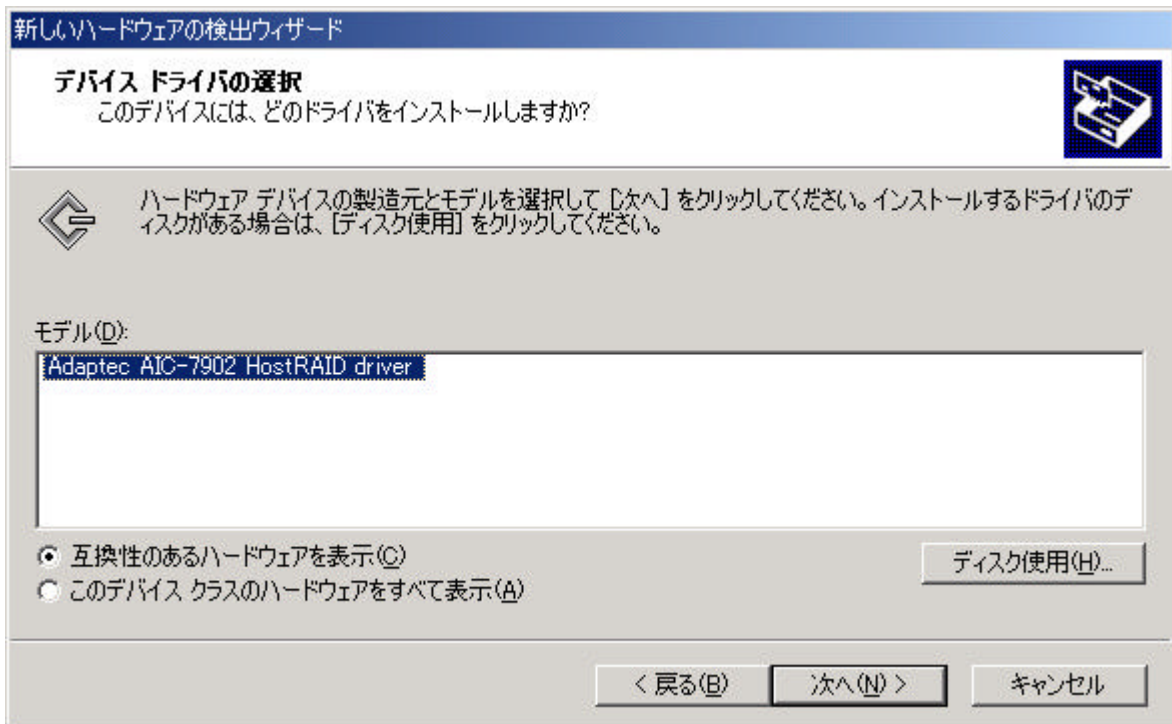 新しいハードウェアの検出ウィザード
デバイス ドライバの選択
このデバイスには、どのドライバをインストールしますか?
ハードウェア デバイスの製造元とモデルを選択して [次へ] をクリックしてください。インストールするドライバのデ
ィスクがある場合は、[ディスク使用] をクリックしてください。
モデル(D):
Adaptec AIC-7902 HostRAID driver
互換性のあるハードウェアを表示(C)
ディスク使用(H)...
このデバイス クラスのハードウェアをすべて表示(A)
< 戻る(B)
次へ(N) >
キャンセル